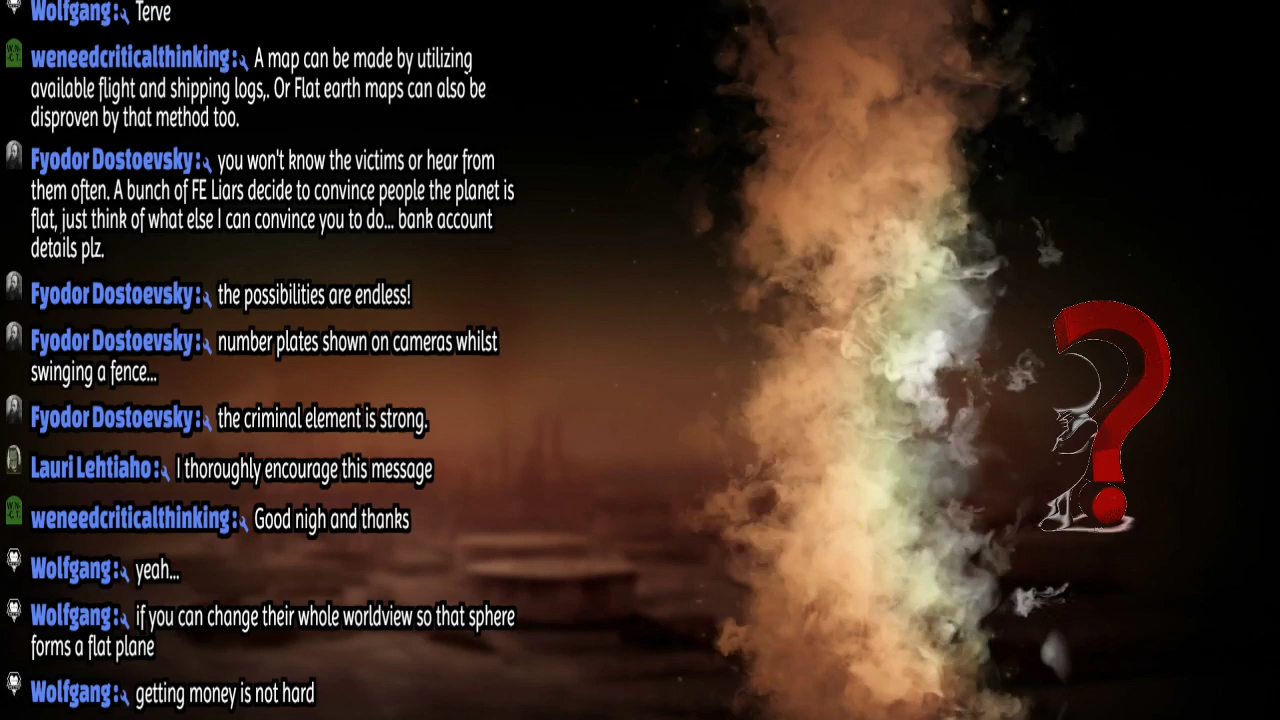 Wolfgang: Terve
weneedcriticalthinking: A map can be made by utilizing
available flight and shipping logs,. Or Flat earth maps can also be
disproven by that method too.
Fyodor Dostoevsky: you won't know the victims or hear from
them often. A bunch of FE Liars decide to convince people the planet is
flat, just think of what else I can convince you to do... bank account
details plz.
Fyodor Dostoevsky: the possibilities are endless!
Fyodor Dostoevsky: number plates shown on cameras whilst
swinging a fence...
Fyodor Dostoevsky: the criminal element is strong.
Lauri Lehtiaho: I thoroughly encourage this message
weneedcriticalthinking: Good nigh and thanks
Wolfgang: yeah...
Wolfgang: if you can change their whole worldview so that sphere
forms a flat plane
Wolfgang: getting money is not hard
?